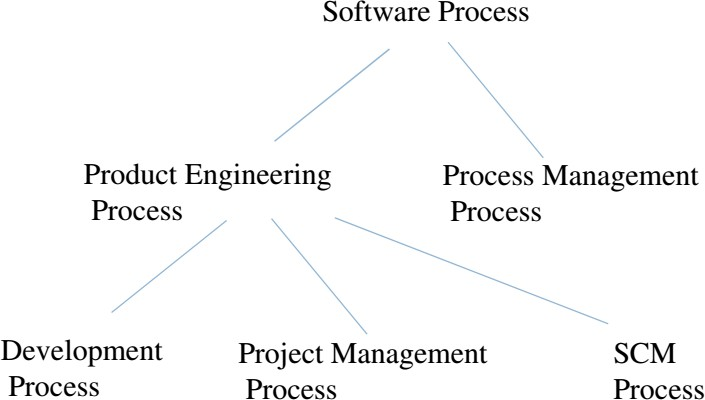 Software Process
Product Engineering
Process
Process Management
Process
Development
Process
Project Management
Process
SCM
Process